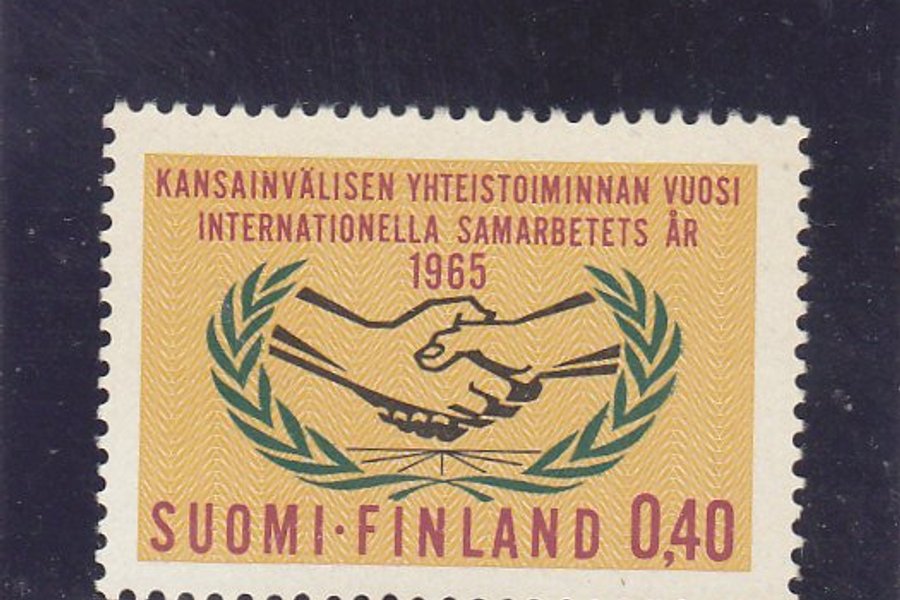 KANSAINVÄLISEN YHTEISTOIMINNAN VUOSI
INTERNATIONELLA SAMARBETETS ÅR
1965
SUOMI·FINLAND 0,40